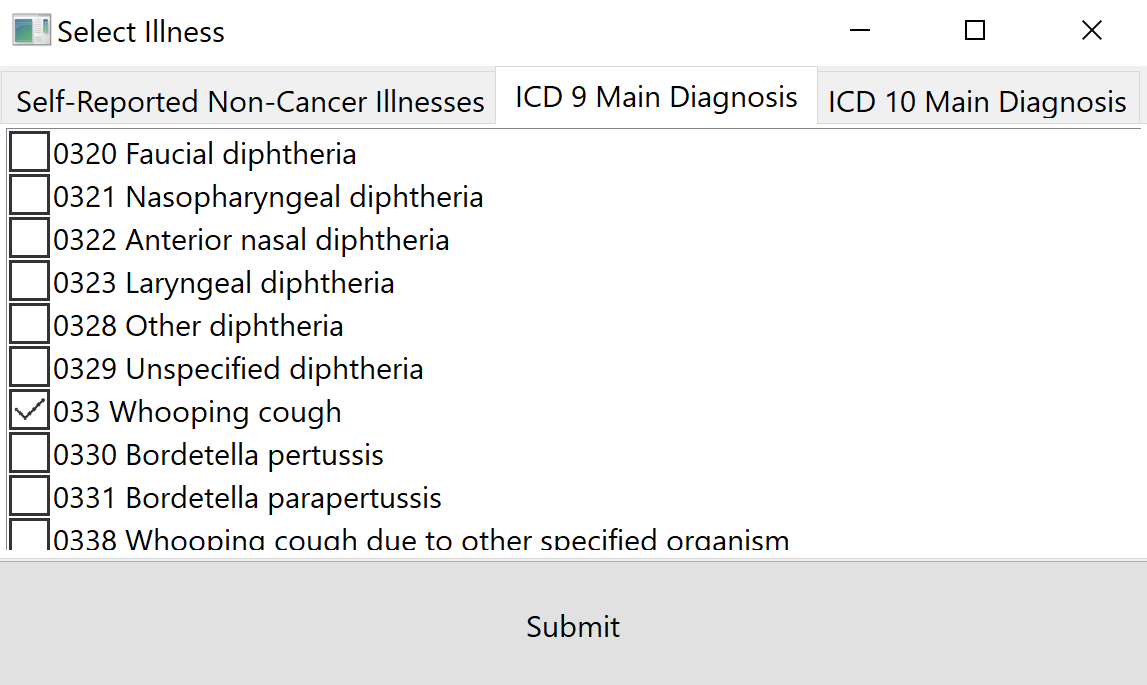 Select Illness
Self-Reported Non-Cancer Illnesses ICD 9 Main Diagnosis ICD 10 Main Diagnosis
0320 Faucial diphtheria
0321 Nasopharyngeal diphtheria
0322 Anterior nasal diphtheria
0323 Laryngeal diphtheria
0328 Other diphtheria
0329 Unspecified diphtheria
033 Whooping cough
0330 Bordetella pertussis
0331 Bordetella parapertussis
0338 Whooping cough due to other specified organism
Submit